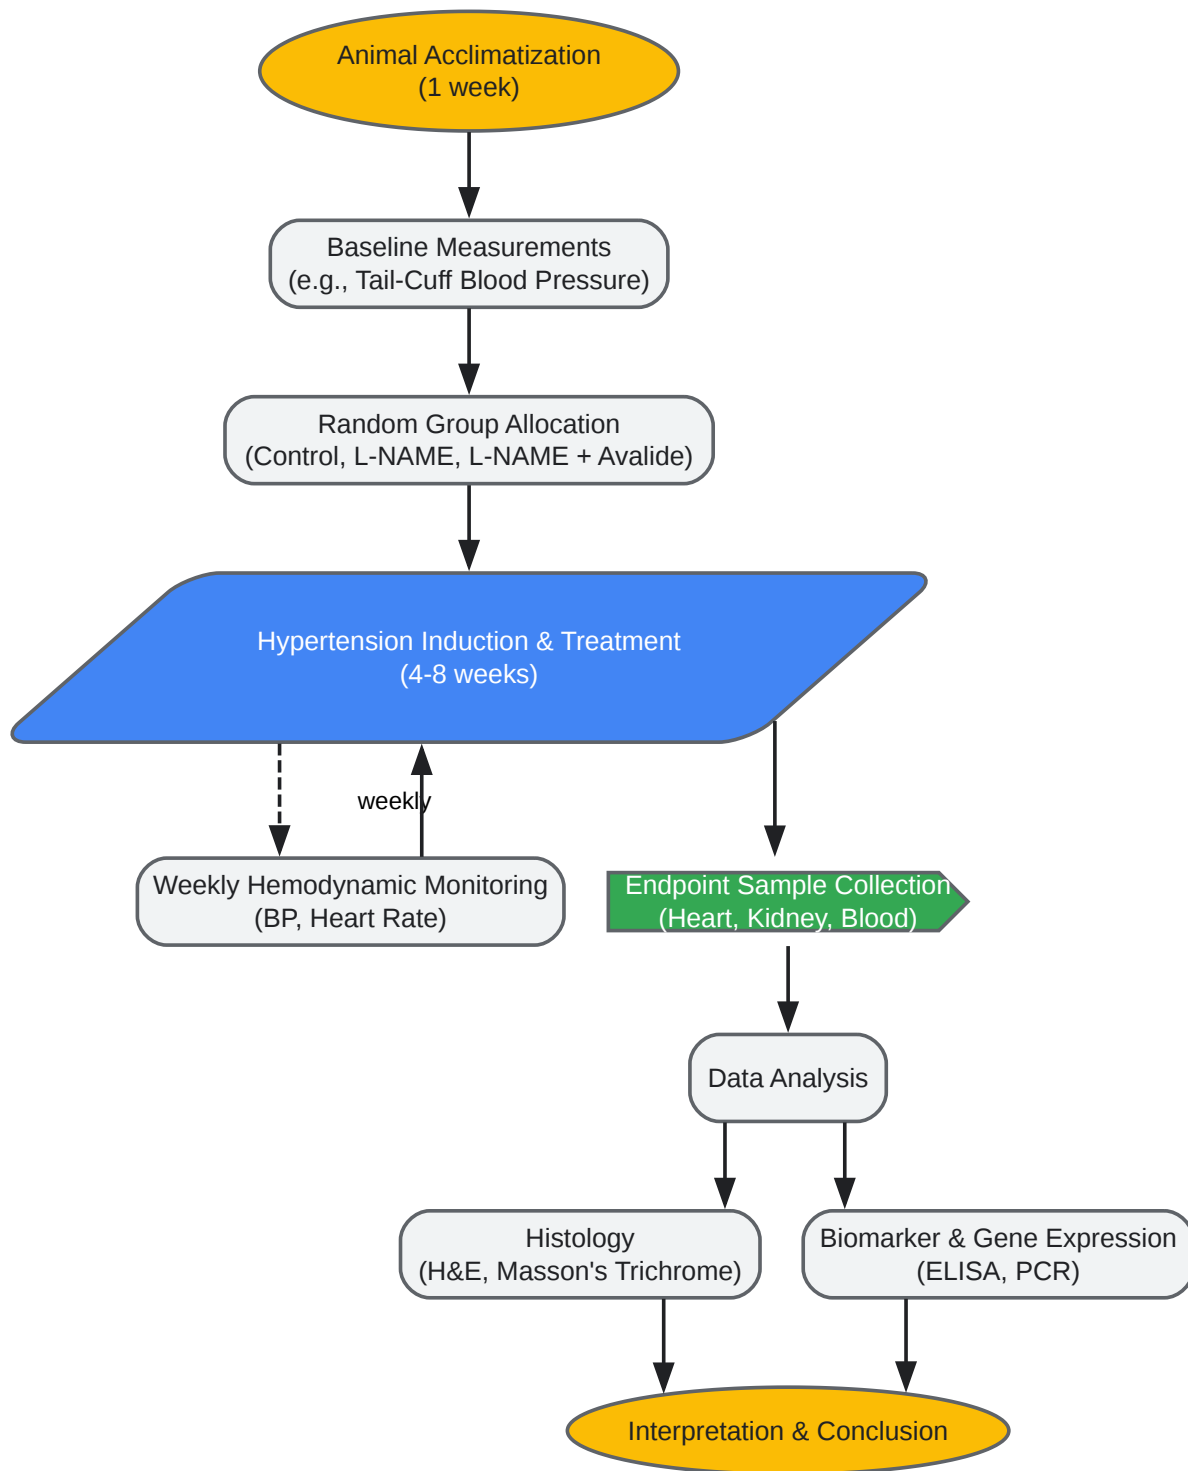 Animal Acclimatization
(1 week)
Baseline Measurements
(e.g., Tail-Cuff Blood Pressure)
Random Group Allocation
(Control, L-NAME, L-NAME + Avalide)
Hypertension Induction & Treatment
(4-8 weeks)
weekly
Weekly Hemodynamic Monitoring
(BP, Heart Rate)
Endpoint Sample Collection
(Heart, Kidney, Blood)
Data Analysis
Histology
(H&E, Masson's Trichrome)
Biomarker & Gene Expression
(ELISA, PCR)
Interpretation & Conclusion